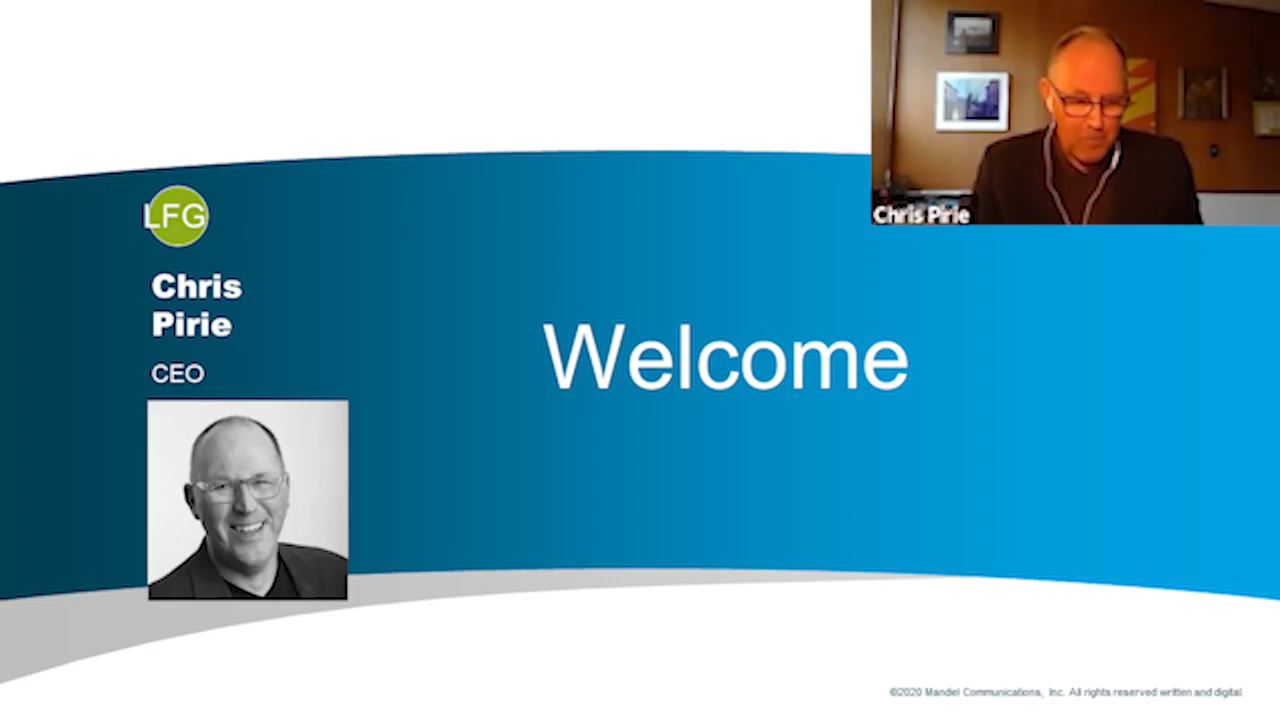 Chris Pirie
LFG
Chris
Pirie
CEO
Welcome
©2020 Mandel Communications, Inc. All rights reserved written and digital.